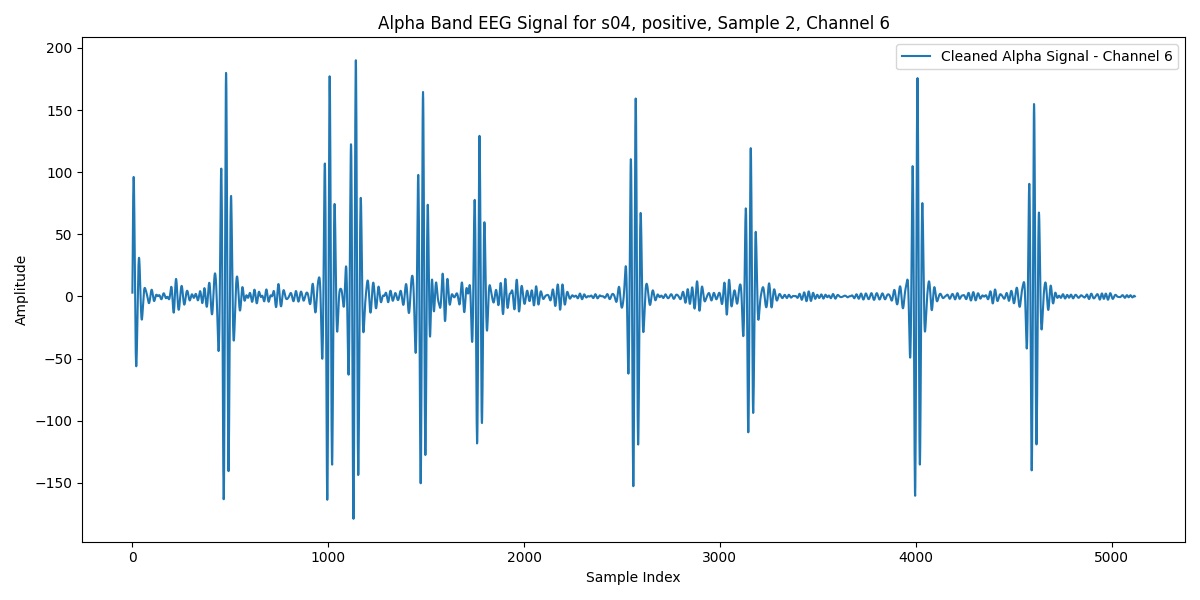 Alpha Band EEG Signal for s04, positive, Sample 2, Channel 6
Cleaned Alpha Signal - Channel 6
200
150
100
50
0
−50
−100
−150
Amplitude
0 1000 2000 3000 4000 5000
Sample Index